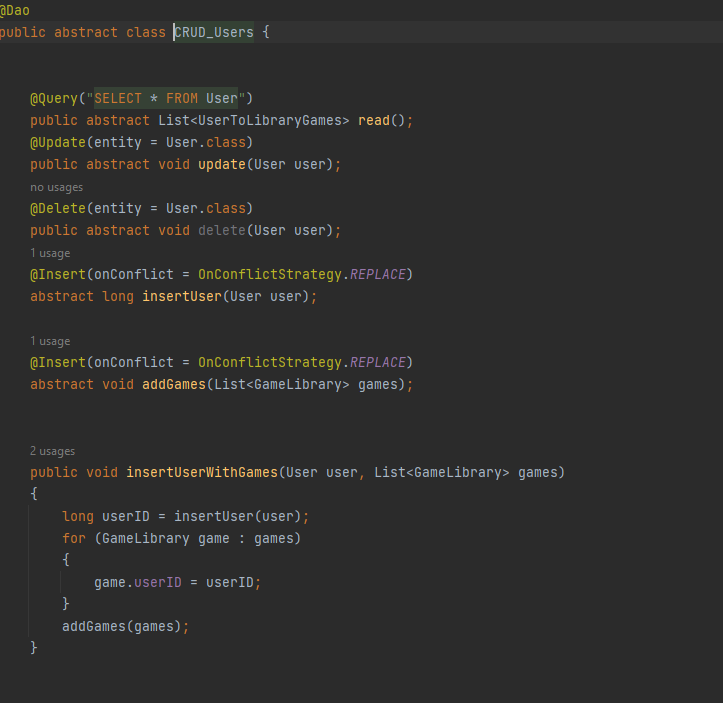 @Dao
public abstract class CRUD_Users {
@Query("SELECT * FROM User")
public abstract List<UserToLibraryGames> read();
@Update(entity = User.class)
public abstract void update(User user);
no usages
@Delete(entity = User.class)
public abstract void delete(User user);
1 usage
@Insert(onConflict = OnConflictStrategy.REPLACE)
abstract long insertUser(User user);
1 usage
@Insert(onConflict = OnConflictStrategy.REPLACE)
abstract void addGames(List<GameLibrary> games);
2 usages
public void insertUserWithGames(User user, List<GameLibrary> games)
{
long userID = insertUser(user);
for (GameLibrary game : games)
{
game.userID = userID;
}
addGames(games);
}